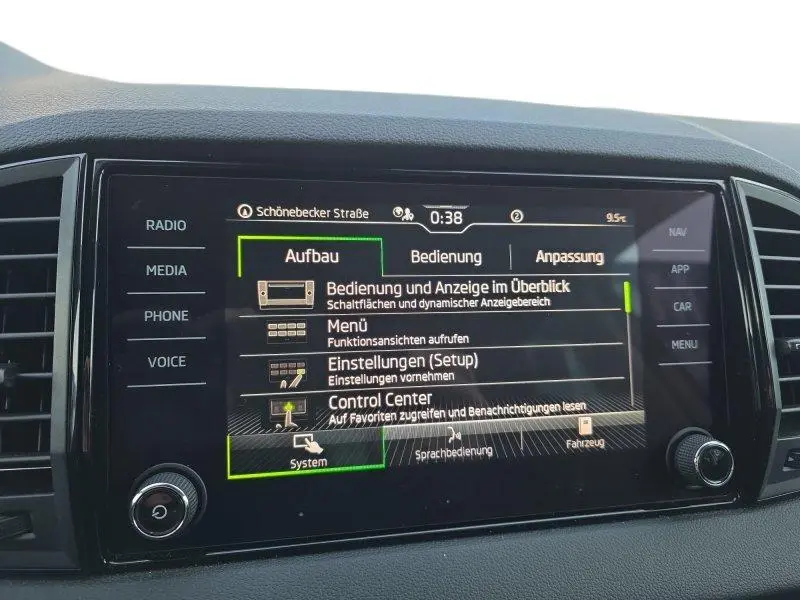 Schönebecker Straße 0:38 2 9.5°C
RADIO
MEDIA
PHONE
VOICE
Aufbau Bedienung Anpassung
Bedienung und Anzeige im Überblick
Schaltflächen und dynamischer Anzeigebereich
Menü
Funktionsansichten aufrufen
Einstellungen (Setup)
Einstellungen vornehmen
Control Center
Auf Favoriten zugreifen und Benachrichtigungen lesen
System Sprachbedienung Fahrzeug
NAV
APP
CAR
MENU